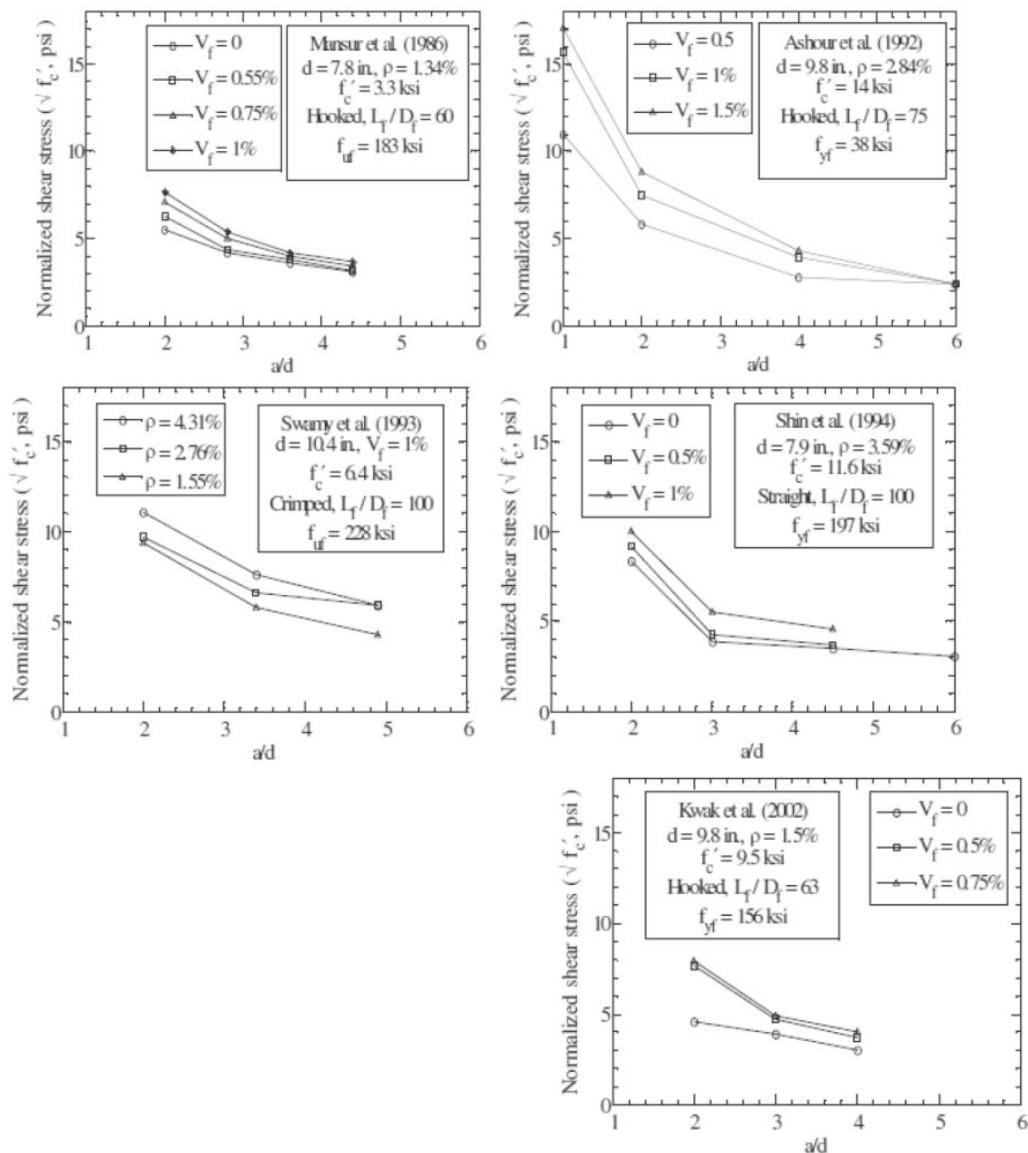 Normalized shear stress (√ f_c′, psi)
15
10
5
0
V_f = 0
V_f = 0.55%
V_f = 0.75%
V_f = 1%
Mansur et al. (1986)
d = 7.8 in., ρ = 1.34%
f_c′ = 3.3 ksi
Hooked, L_f / D_f = 60
f_uf = 183 ksi
1 2 3 4 5 6
a/d
Normalized shear stress (√ f_c′, psi)
15
10
5
0
V_f = 0.5
V_f = 1%
V_f = 1.5%
Ashour et al. (1992)
d = 9.8 in., ρ = 2.84%
f_c′ = 14 ksi
Hooked, L_f / D_f = 75
f_yf = 38 ksi
1 2 3 4 5 6
a/d
Normalized shear stress (√ f_c′, psi)
15
10
5
0
ρ = 4.31%
ρ = 2.76%
ρ = 1.55%
Swamy et al. (1993)
d = 10.4 in., V_f = 1%
f_c′ = 6.4 ksi
Crimped, L_f / D_f = 100
f_uf = 228 ksi
1 2 3 4 5 6
a/d
Normalized shear stress (√ f_c′, psi)
15
10
5
0
V_f = 0
V_f = 0.5%
V_f = 1%
Shin et al. (1994)
d = 7.9 in., ρ = 3.59%
f_c′ = 11.6 ksi
Straight, L_f / D_f = 100
f_yf = 197 ksi
1 2 3 4 5 6
a/d
Normalized shear stress (√ f_c′, psi)
15
10
5
0
Kwak et al. (2002)
d = 9.8 in., ρ = 1.5%
f_c′ = 9.5 ksi
Hooked, L_f / D_f = 63
f_yf = 156 ksi
V_f = 0
V_f = 0.5%
V_f = 0.75%
1 2 3 4 5 6
a/d